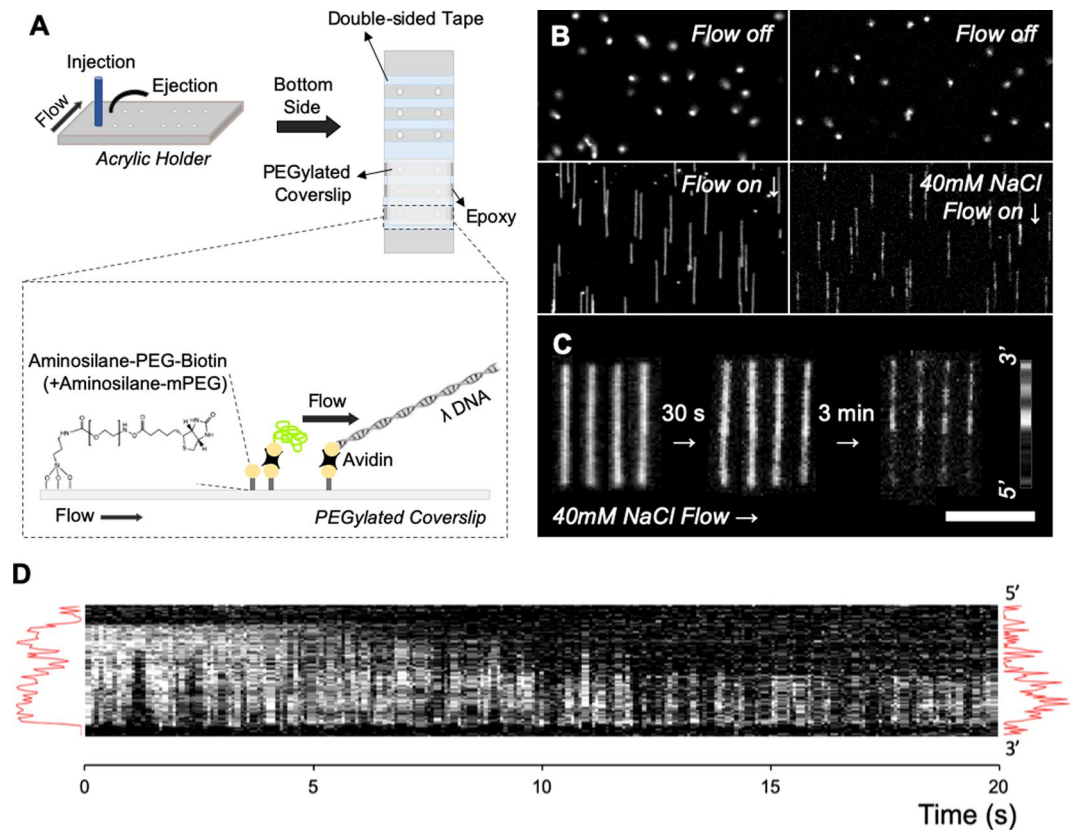 A
Double-sided Tape
Injection
Ejection
Flow
Acrylic Holder
Bottom
Side
PEGylated
Coverslip
Epoxy
Aminosilane-PEG-Biotin
(+Aminosilane-mPEG)
Flow
λ DNA
Avidin
Flow
PEGylated Coverslip
B
Flow off
Flow off
Flow on ↓
40mM NaCl
Flow on ↓
C
30 s
→
3 min
→
3′
5′
40mM NaCl Flow →
D
5′
3′
0
5
10
15
20
Time (s)